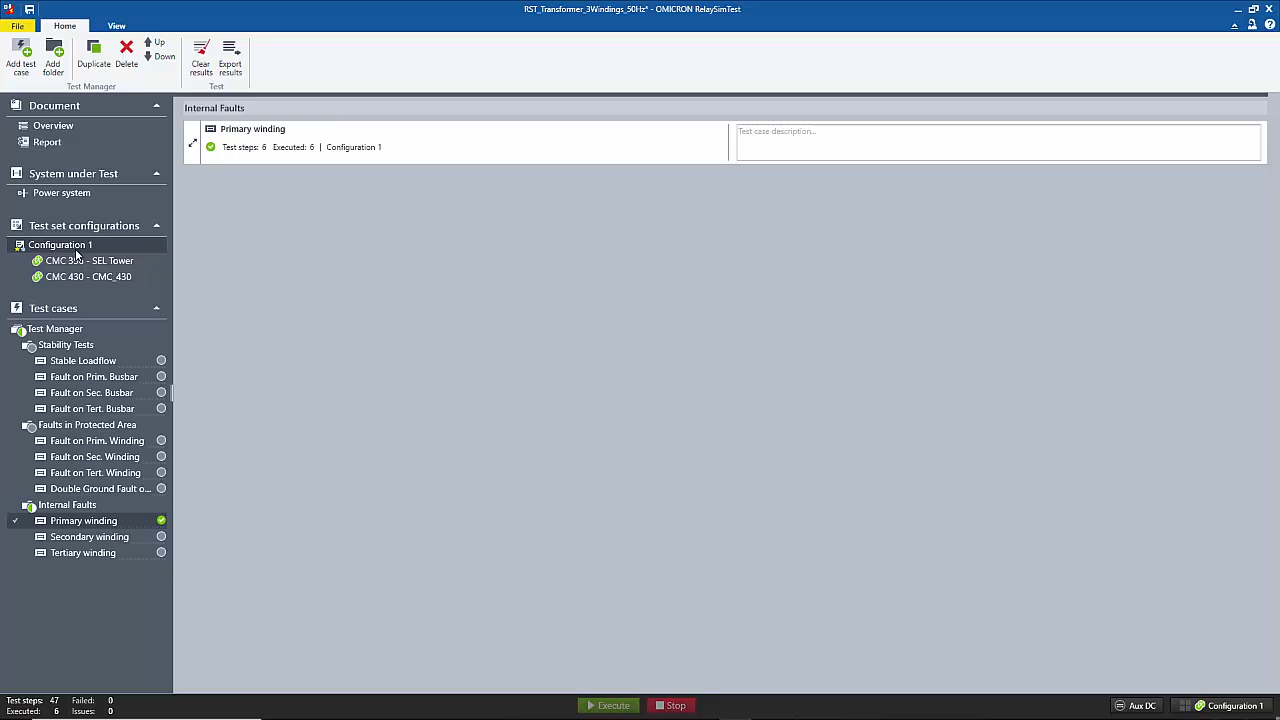 RST_Transformer_3Windings_50Hz* - OMICRON RelaySimTest
File Home View
Add test case
Add folder
Duplicate
Delete
Up
Down
Clear results
Export results
Test Manager
Test
Document
Overview
Report
System under Test
Power system
Test set configurations
Configuration 1
SEL Tower
CMC 430 - CMC_430
Test cases
Test Manager
Stability Tests
Stable Loadflow
Fault on Prim. Busbar
Fault on Sec. Busbar
Fault on Tert. Busbar
Faults in Protected Area
Fault on Prim. Winding
Fault on Sec. Winding
Fault on Tert. Winding
Double Ground Fault o...
Internal Faults
Primary winding
Secondary winding
Tertiary winding
Internal Faults
Primary winding
Test steps: 6 Executed: 6 | Configuration 1
Test case description...
Test steps: 47 Failed: 0
Executed: 6 Issues: 0
Execute
Stop
Aux DC
Configuration 1